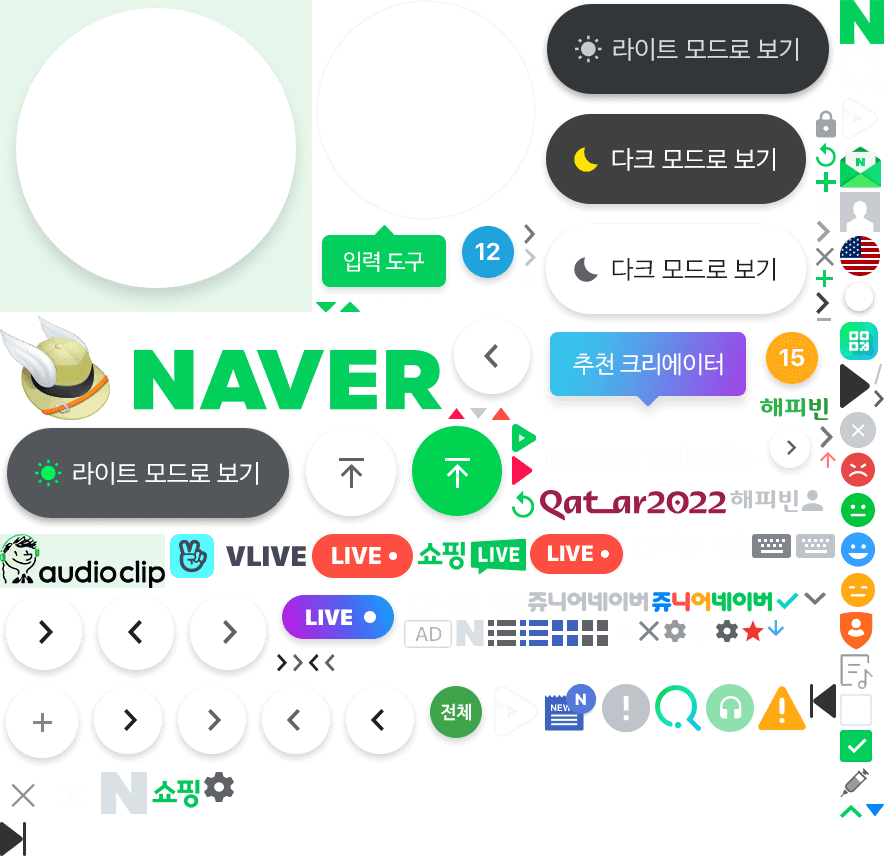 라이트 모드로 보기
N
다크 모드로 보기
N
입력 도구
12
다크 모드로 보기
NAVER
추천 크리에이터
15
해피빈
라이트 모드로 보기
Qatar2022
해피빈
audioclip
VLIVE
LIVE
쇼핑
LIVE
LIVE
쥬니어네이버
쥬니어네이버
LIVE
AD
N
전체
NEW
N
N
쇼핑